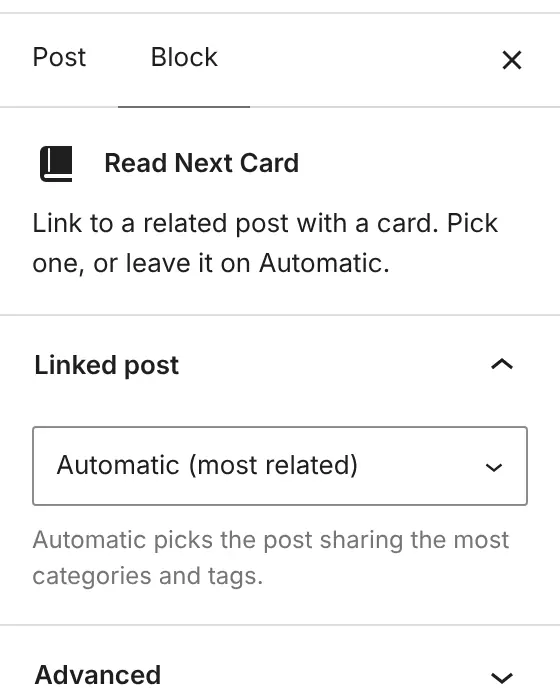 Post Block
Read Next Card
Link to a related post with a card. Pick
one, or leave it on Automatic.
Linked post
Automatic (most related)
Automatic picks the post sharing the most
categories and tags.
Advanced